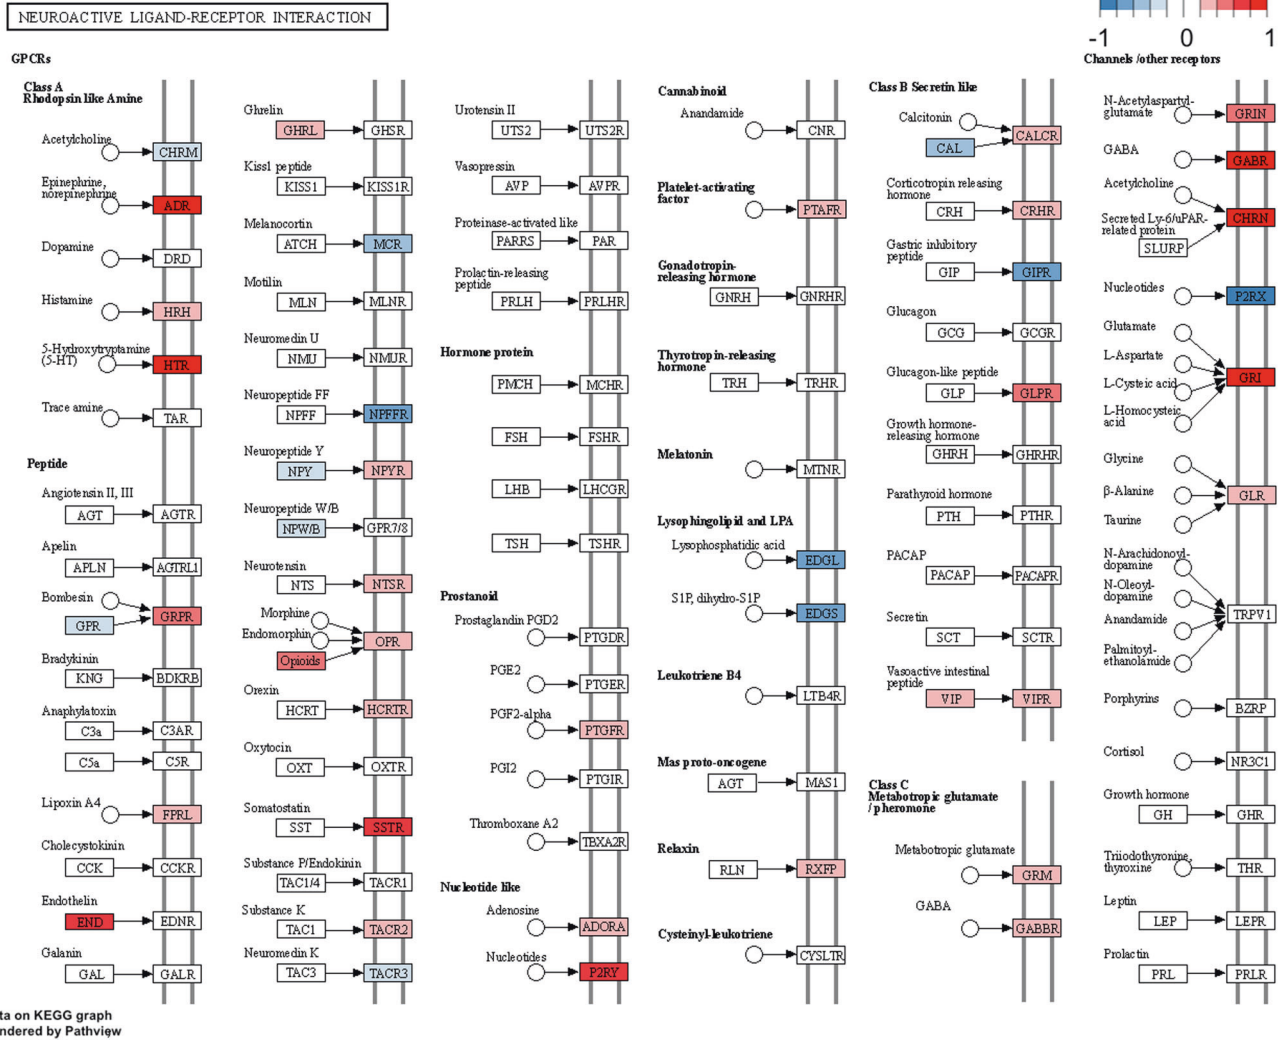 NEUROACTIVE LIGAND-RECEPTOR INTERACTION
-1 0 1
GPCRs
Class A
Rhodopsin like Amine
Acetylcholine
CHRM
Epinephrine,
norepinephrine
ADR
Dopamine
DRD
Histamine
HRH
5-Hydroxytryptamine
(5-HT)
HTR
Trace amine
TAR
Peptide
Angiotensin II, III
AGT AGTR
Apelin
APLN AGTRL1
Bombesin
GPR GRPR
Bradykinin
KNG BDKRB
Anaphylatoxin
C3a C3AR
C5a C5R
Lipoxin A4
FPRL
Cholecystokinin
CCK CCKR
Endothelin
END EDNR
Galanin
GAL GALR
Ghrelin
GHRL GHSR
Kiss1 peptide
KISS1 KISS1R
Melanocortin
ATCH MCR
Motilin
MLN MLNR
Neuromedin U
NMU NMUR
Neuropeptide FF
NPFF NPFFR
Neuropeptide Y
NPY NPYR
Neuropeptide W/B
NPW/B GPR7/8
Neurotensin
NTS NTSR
Morphine
Endomorphin
OPR
Opioids
Orexin
HCRT HCRTR
Oxytocin
OXT OXTR
Somatostatin
SST SSTR
Substance P/Endokinin
TAC1/4 TACR1
Substance K
TAC1 TACR2
Neuromedin K
TAC3 TACR3
Urotensin II
UTS2 UTS2R
Vasopressin
AVP AVPR
Proteinase-activated like
PARRS PAR
Prolactin-releasing
peptide
PRLH PRLHR
Hormone protein
PMCH MCHR
FSH FSHR
LHB LHCGR
TSH TSHR
Prostanoid
Prostaglandin PGD2
PTGDR
PGE2
PTGER
PGF2-alpha
PTGFR
PGI2
PTGIR
Thromboxane A2
TBXA2R
Nucleotide like
Adenosine
ADORA
Nucleotides
P2RY
Cannabinoid
Anandamide
CNR
Platelet-activating
factor
PTAFR
Gonadotropin-
releasing hormone
GNRH GNRHR
Thyrotropin-releasing
hormone
TRH TRHR
Melatonin
MTNR
Lysophingolipid and LPA
Lysophosphatidic acid
EDGL
S1P, dihydro-S1P
EDGS
Leukotriene B4
LTB4R
Mas proto-oncogene
AGT MAS1
Relaxin
RLN RXFP
Cysteinyl-leukotriene
CYSLTR
Class B Secretin like
Calcitonin
CALCR
CAL
Corticotropin releasing
hormone
CRH CRHR
Gastric inhibitory
peptide
GIP GIPR
Glucagon
GCG GCGR
Glucagon-like peptide
GLP GLPR
Growth hormone-
releasing hormone
GHRH GHRHR
Parathyroid hormone
PTH PTHR
PACAP
PACAP PACAPR
Secretin
SCT SCTR
Vasoactive intestinal
peptide
VIP VIPR
Class C
Metabotropic glutamate
/ pheromone
Metabotropic glutamate
GRM
GABA
GABBR
Channels /other receptors
N-Acetylaspartyl-
glutamate
GRIN
GABA
GABR
Acetylcholine
CHRN
Secreted Ly-6/uPAR-
related protein
SLURP
Nucleotides
P2RX
Glutamate
L-Aspartate
GRI
L-Cysteic acid
L-Homocysteic
acid
Glycine
β-Alanine
GLR
Taurine
N-Arachidonoyl-
dopamine
N-Oleoyl-
dopamine
TRPV1
Anandamide
Palmitoyl-
ethanolamide
Porphyrins
BZRP
Cortisol
NR3C1
Growth hormone
GH GHR
Triiodothyronine,
thyroxine
THR
Leptin
LEP LEPR
Prolactin
PRL PRLR
ta on KEGG graph
ndered by Pathview